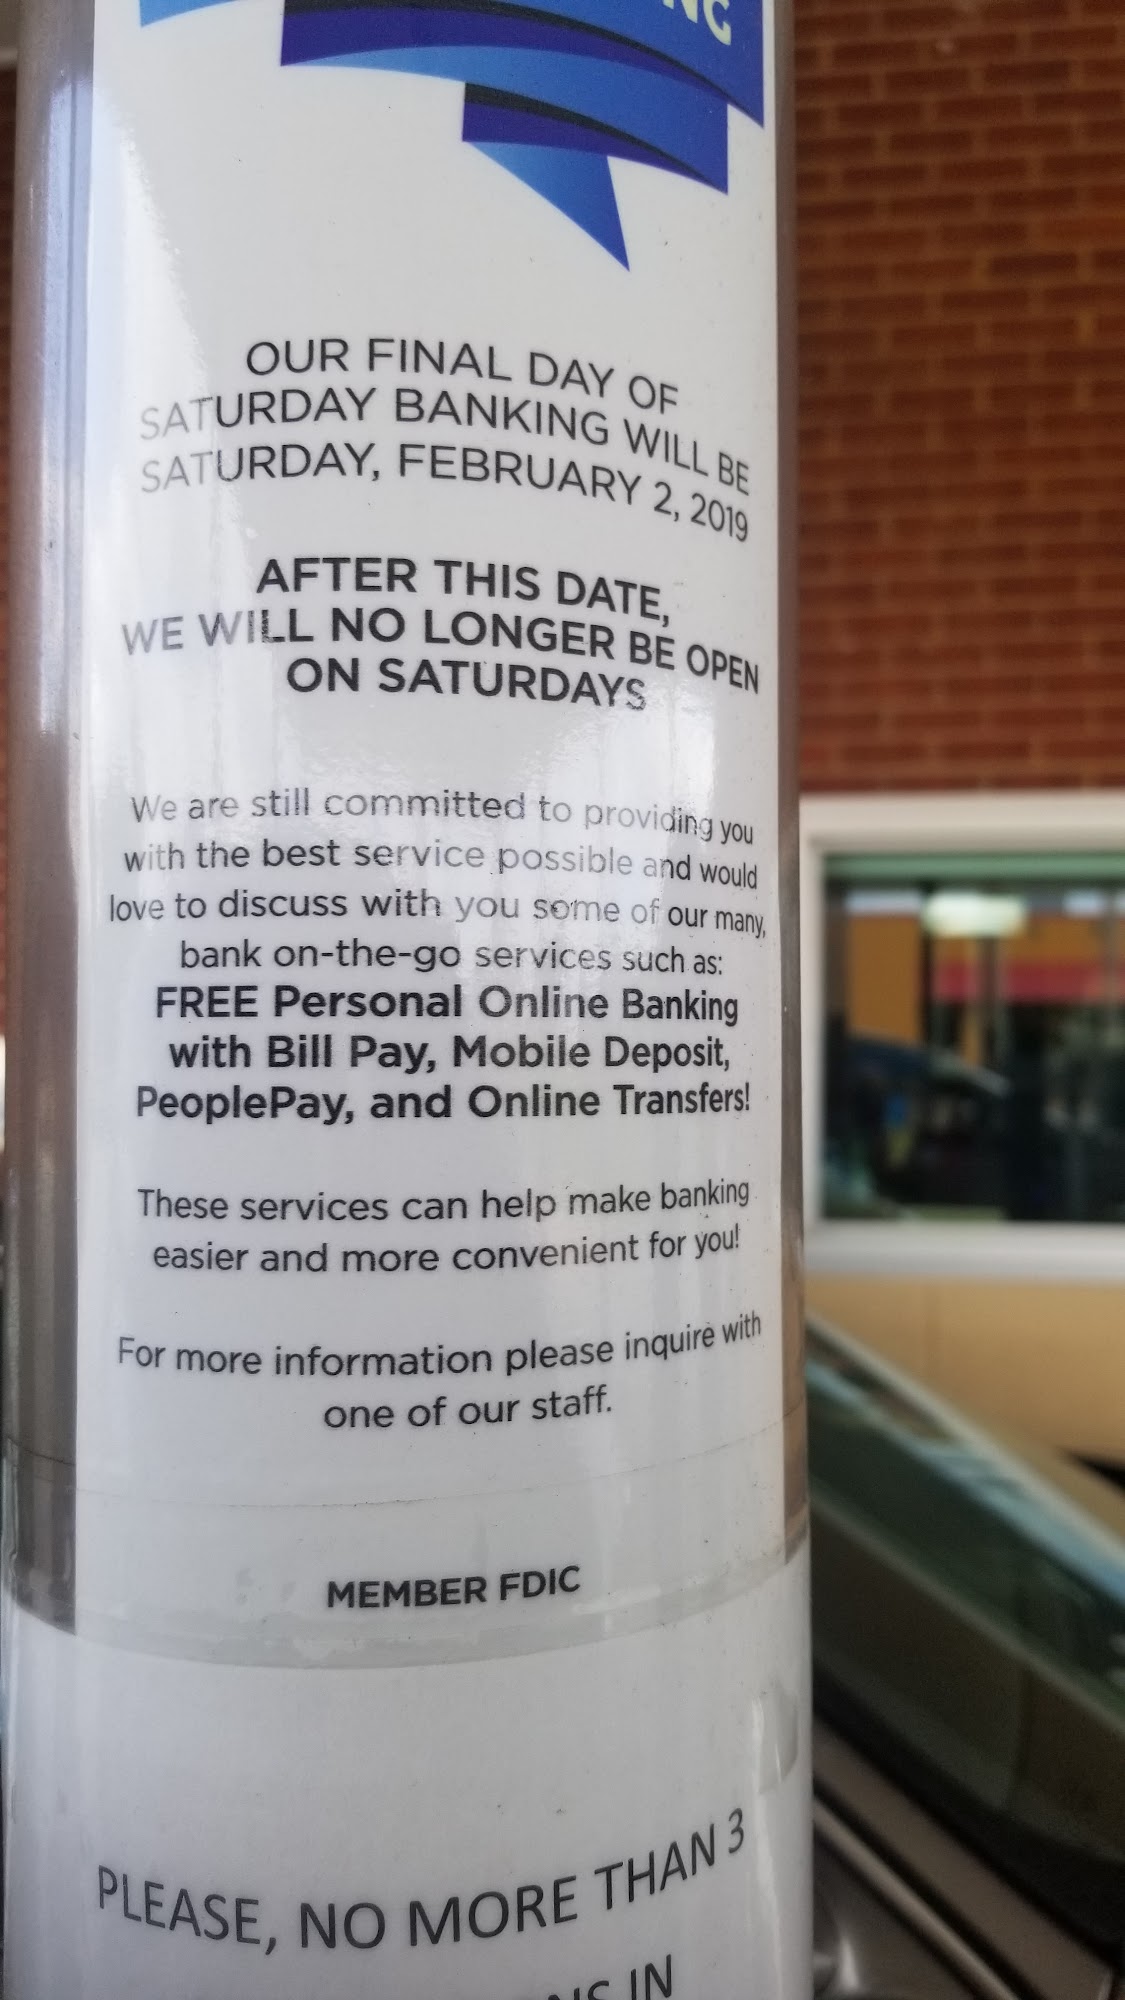 OUR FINAL DAY OF
SATURDAY BANKING WILL BE
SATURDAY, FEBRUARY 2, 2019
AFTER THIS DATE,
WE WILL NO LONGER BE OPEN
ON SATURDAYS
We are still committed to providing you
with the best service possible and would
love to discuss with you some of our many,
bank on-the-go services such as:
FREE Personal Online Banking
with Bill Pay, Mobile Deposit,
PeoplePay, and Online Transfers!
These services can help make banking
easier and more convenient for you!
For more information please inquire with
one of our staff.
MEMBER FDIC
PLEASE, NO MORE THAN 3
IN